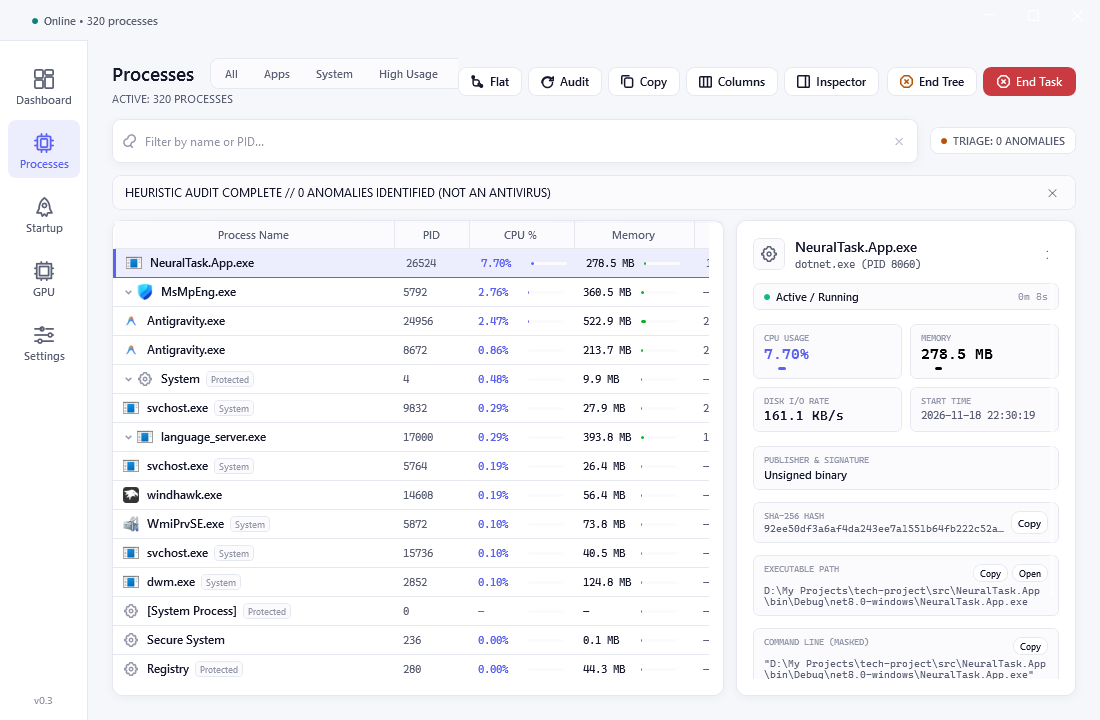 Online • 320 processes
Dashboard
Processes
Startup
GPU
Settings
v0.3
Processes
All Apps System High Usage
Flat Audit Copy Columns Inspector End Tree End Task
ACTIVE: 320 PROCESSES
Filter by name or PID...
TRIAGE: 0 ANOMALIES
HEURISTIC AUDIT COMPLETE // 0 ANOMALIES IDENTIFIED (NOT AN ANTIVIRUS)
Process Name PID CPU % Memory
NeuralTask.App.exe 26524 7.70% 278.5 MB 1
MsMpEng.exe 5792 2.76% 360.5 MB —
Antigravity.exe 24956 2.47% 522.9 MB 2
Antigravity.exe 8672 0.86% 213.7 MB 2
System Protected 4 0.48% 9.9 MB —
svchost.exe System 9832 0.29% 27.9 MB 2
language_server.exe 17000 0.29% 393.8 MB 1
svchost.exe System 5764 0.19% 26.4 MB —
windhawk.exe 14608 0.19% 56.4 MB —
WmiPrvSE.exe System 5872 0.10% 73.8 MB —
svchost.exe System 15736 0.10% 40.5 MB —
dwm.exe System 2852 0.10% 124.8 MB —
[System Process] Protected 0 — — —
Secure System 236 0.00% 0.1 MB —
Registry Protected 280 0.00% 44.3 MB —
NeuralTask.App.exe
dotnet.exe (PID 8060)
Active / Running 0m 8s
CPU USAGE
7.70%
MEMORY
278.5 MB
DISK I/O RATE
161.1 KB/s
START TIME
2026-11-18 22:30:19
PUBLISHER & SIGNATURE
Unsigned binary
SHA-256 HASH
92ee50df3a6af4da243ee7a1551b64fb222c52a…
Copy
EXECUTABLE PATH
Copy Open
D:\My Projects\tech-project\src\NeuralTask.App
\bin\Debug\net8.0-windows\NeuralTask.App.exe
COMMAND LINE (MASKED)
Copy
"D:\My Projects\tech-project\src\NeuralTask.App
\bin\Debug\net8.0-windows\NeuralTask.App.exe"